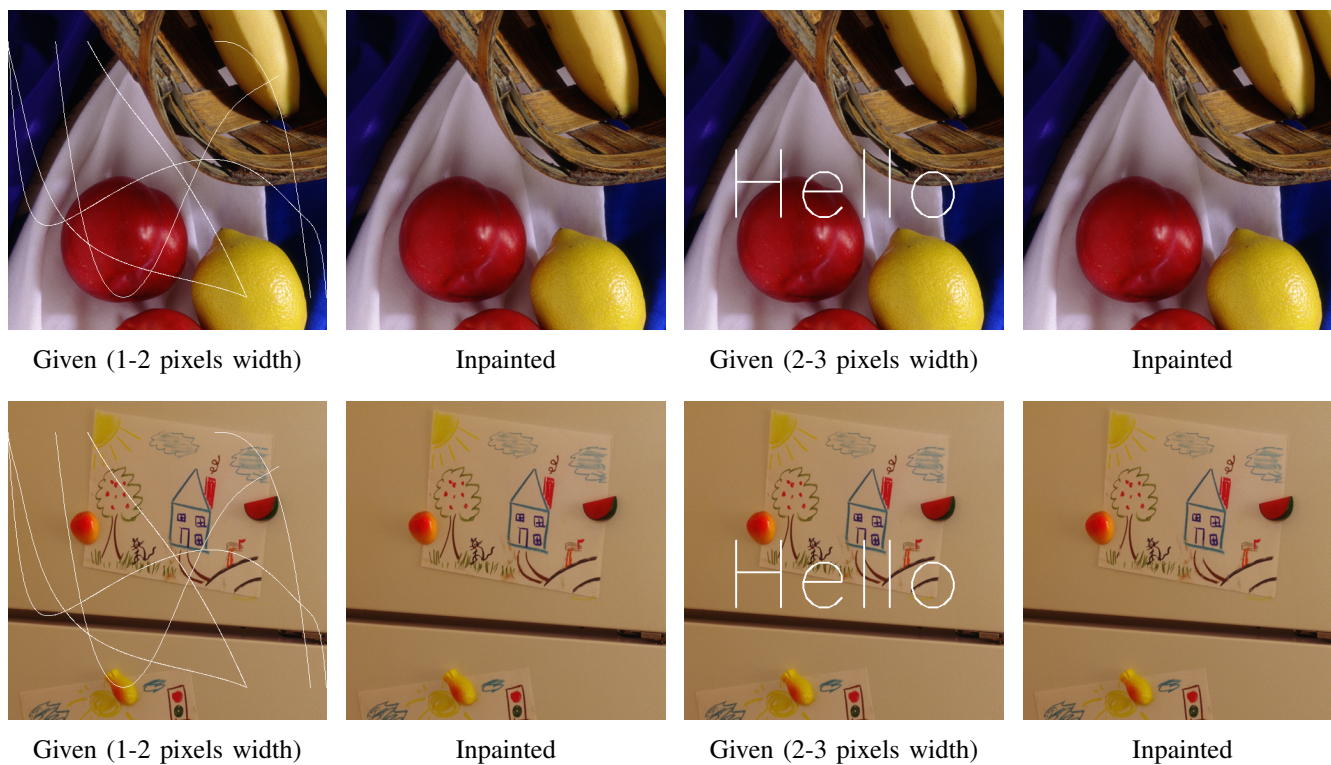 Hello
Given (1-2 pixels width) Inpainted Given (2-3 pixels width) Inpainted
Hello
Given (1-2 pixels width) Inpainted Given (2-3 pixels width) Inpainted